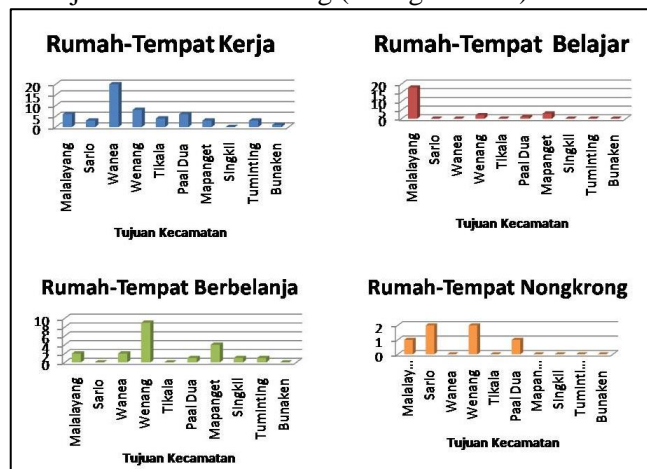 Rumah-Tempat Kerja
20
15
10
5
0
Malalayang
Sario
Wanea
Wenang
Tikala
Paal Dua
Mapanget
Singkil
Tuminting
Bunaken
Tujuan Kecamatan
Rumah-Tempat Belajar
20
15
10
5
0
Malalayang
Sario
Wanea
Wenang
Tikala
Paal Dua
Mapanget
Singkil
Tuminting
Bunaken
Tujuan Kecamatan
Rumah-Tempat Berbelanja
10
8
6
4
2
0
Malalayang
Sario
Wanea
Wenang
Tikala
Paal Dua
Mapanget
Singkil
Tuminting
Bunaken
Tujuan Kecamatan
Rumah-Tempat Nongkrong
2
1
0
Malalay...
Sario
Wanea
Wenang
Tikala
Paal Dua
Mapan...
Singkil
Tuminti...
Bunaken
Tujuan Kecamatan